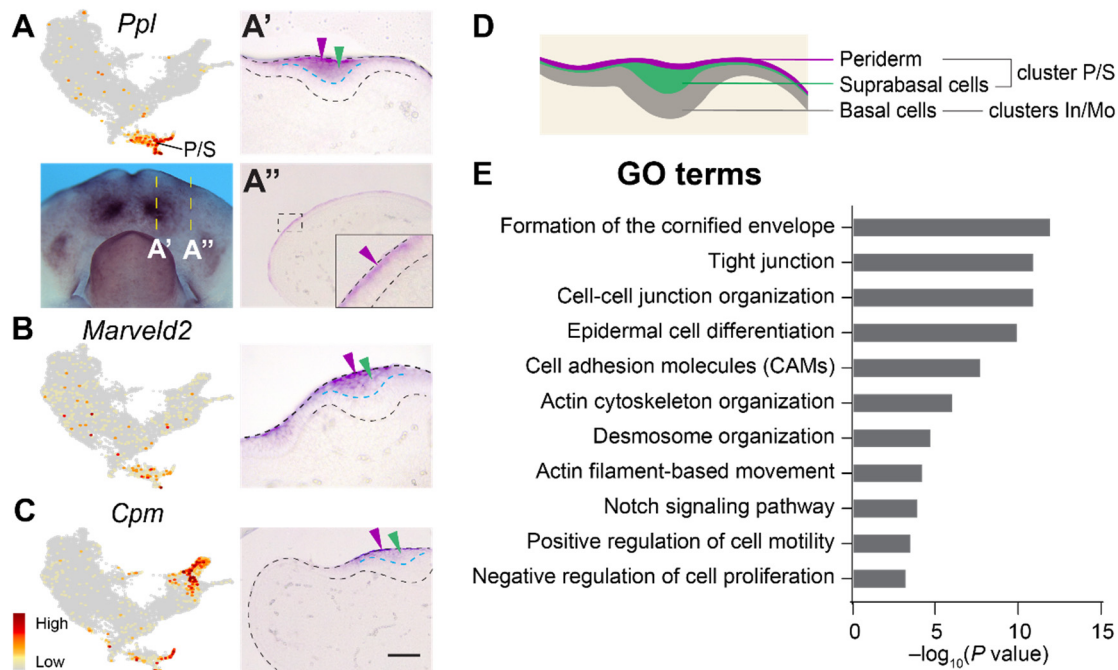 A
Ppl
P/S
A'
A' A''
A''
B
Marveld2
C
Cpm
High
Low
D
Periderm
Suprabasal cells
cluster P/S
Basal cells
clusters In/Mo
E
GO terms
Formation of the cornified envelope
Tight junction
Cell-cell junction organization
Epidermal cell differentiation
Cell adhesion molecules (CAMs)
Actin cytoskeleton organization
Desmosome organization
Actin filament-based movement
Notch signaling pathway
Positive regulation of cell motility
Negative regulation of cell proliferation
0 5 10 15
–log₁₀(P value)